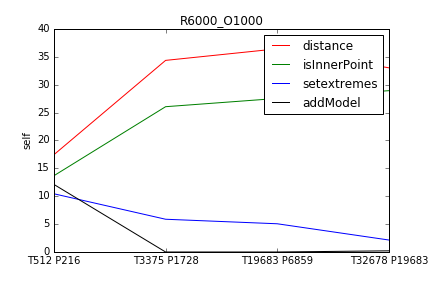 R6000_O1000
40
35
30
25
20
15
10
5
0
self
distance
isInnerPoint
setextremes
addModel
T512 P216
T3375 P1728
T19683 P6859
T32678 P19683